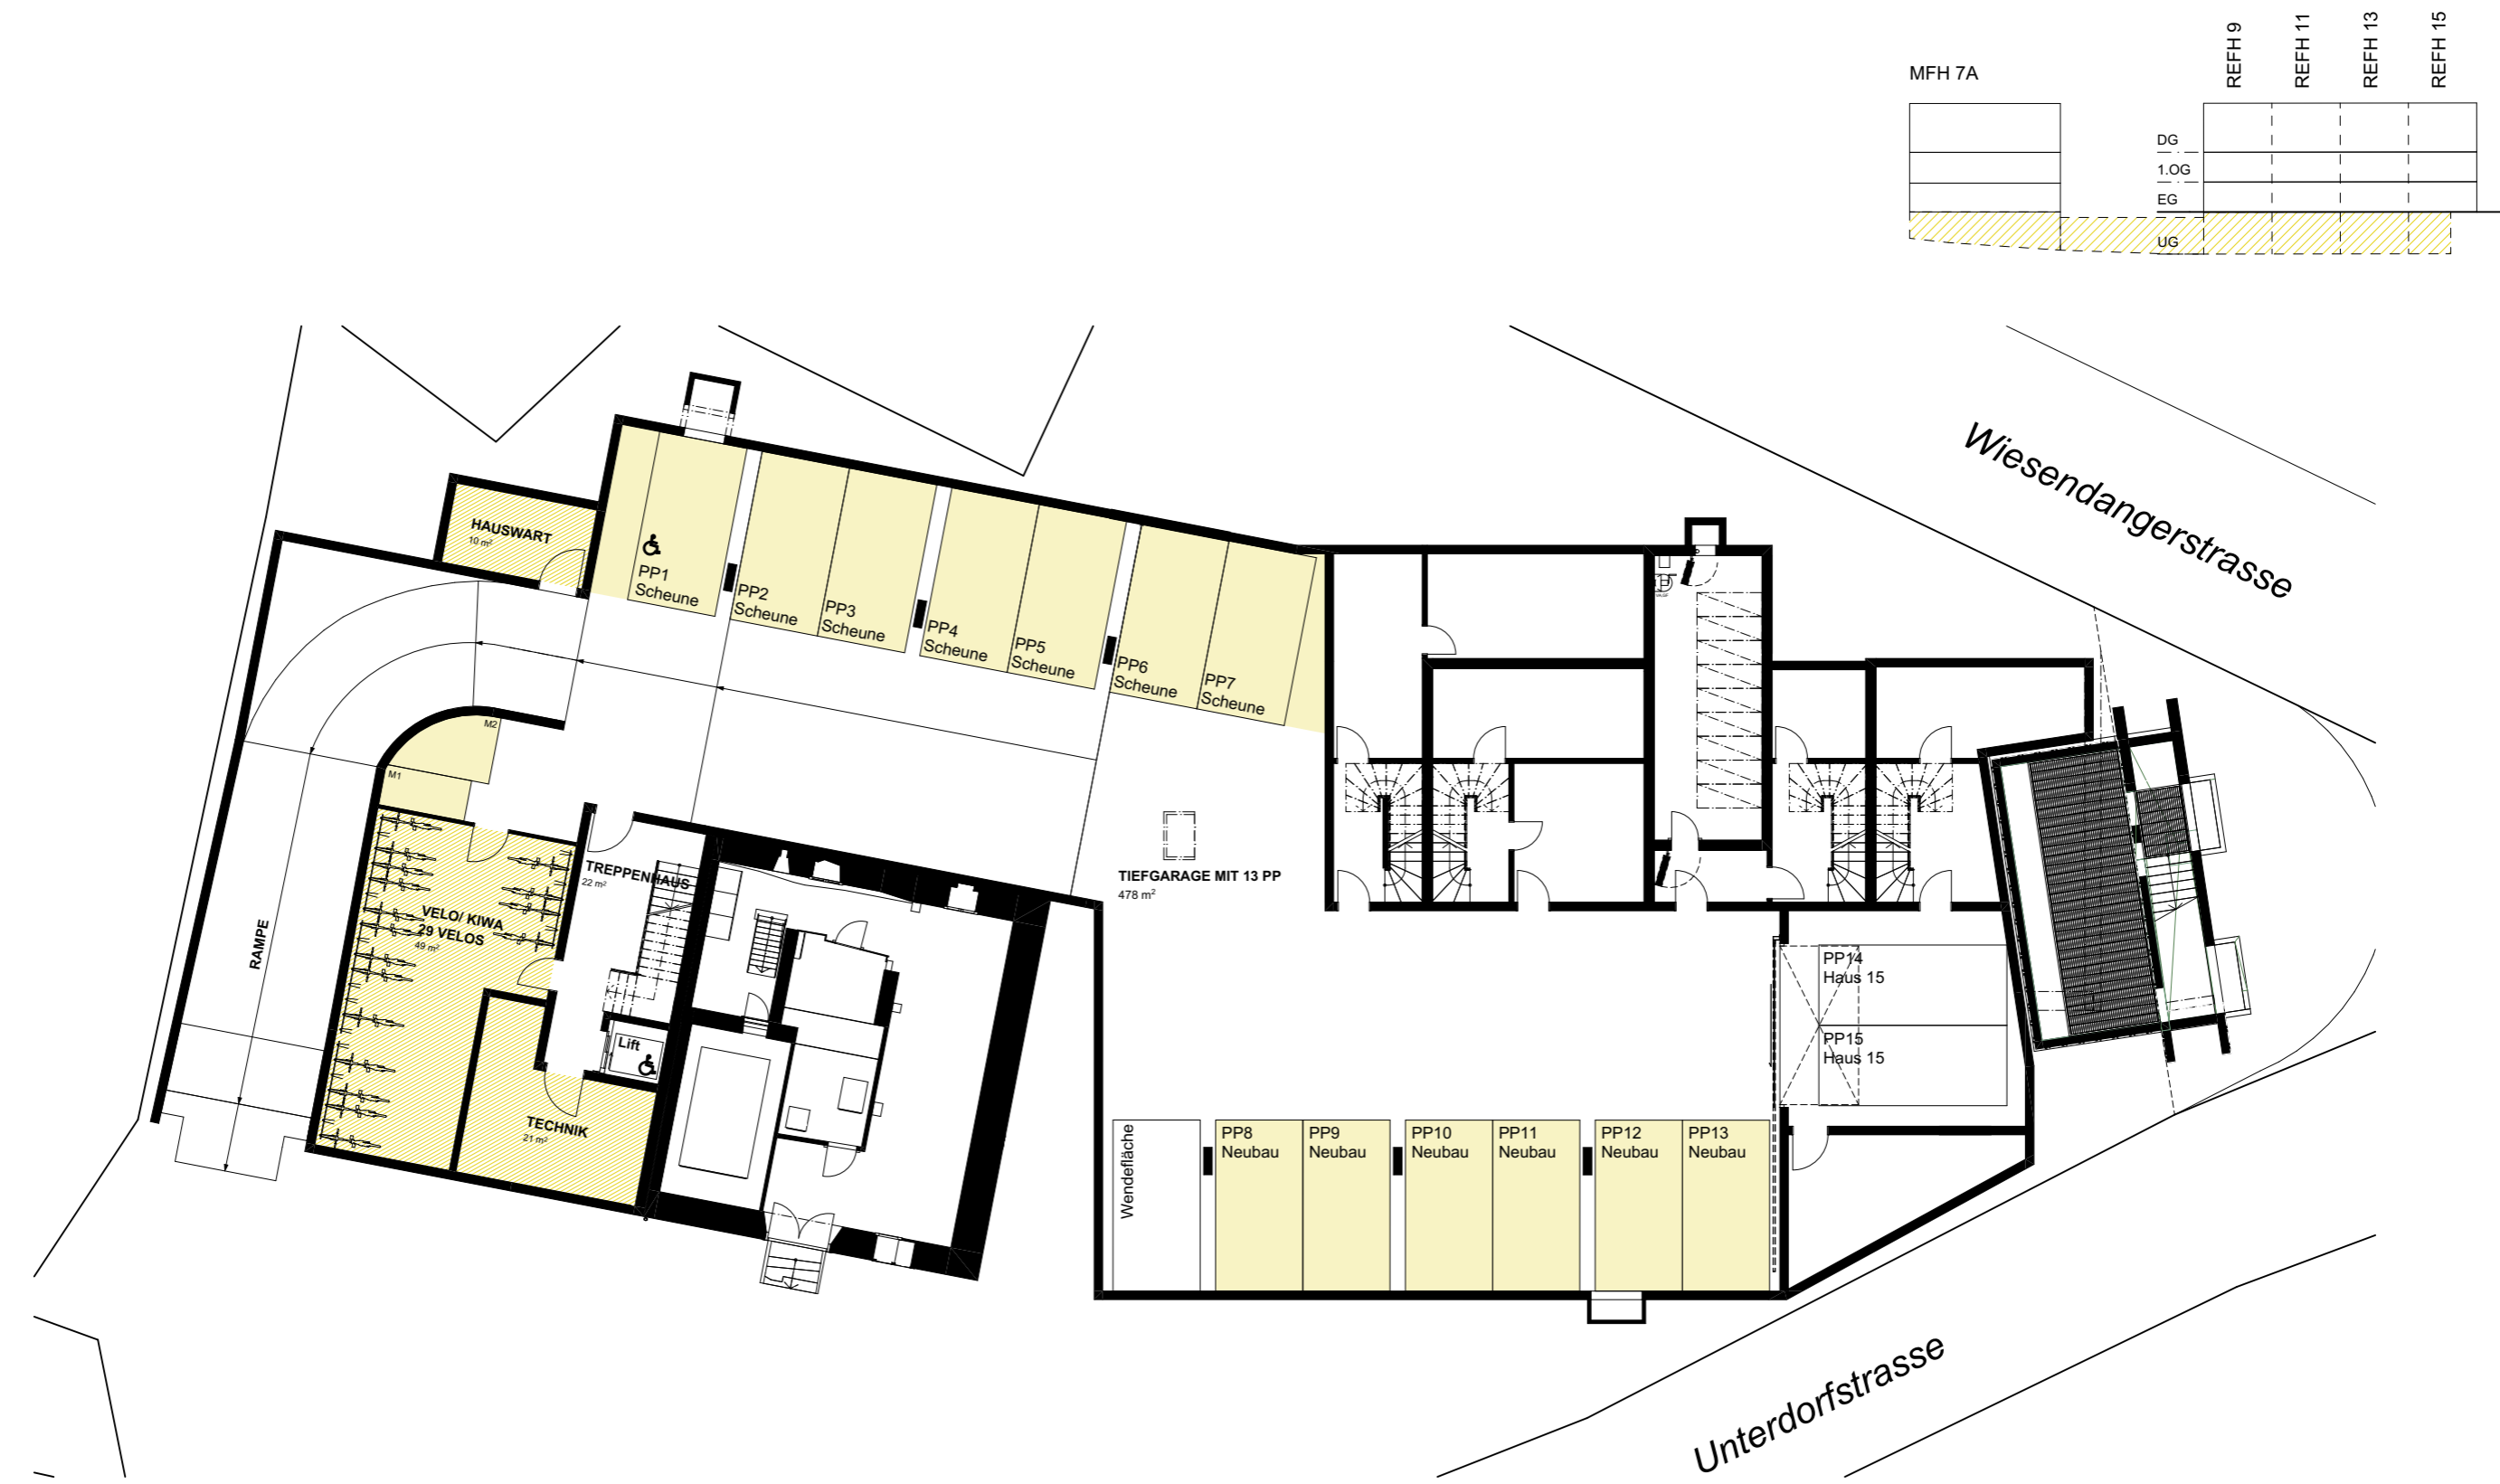 REFH 9
REFH 11
REFH 13
REFH 15
MFH 7A
DG
1.OG
EG
UG
Wiesendangerstrasse
HAUSWART
10 m²
PP1
Scheune
PP2
Scheune
PP3
Scheune
PP4
Scheune
PP5
Scheune
PP6
Scheune
PP7
Scheune
M2
M1
TREPPENHAUS
22 m²
TIEFGARAGE MIT 13 PP
478 m²
VELO/ KIWA
29 VELOS
49 m²
RAMPE
Lift
TECHNIK
21 m²
PP14
Haus 15
PP15
Haus 15
Wendefläche
PP8
Neubau
PP9
Neubau
PP10
Neubau
PP11
Neubau
PP12
Neubau
PP13
Neubau
Unterdorfstrasse